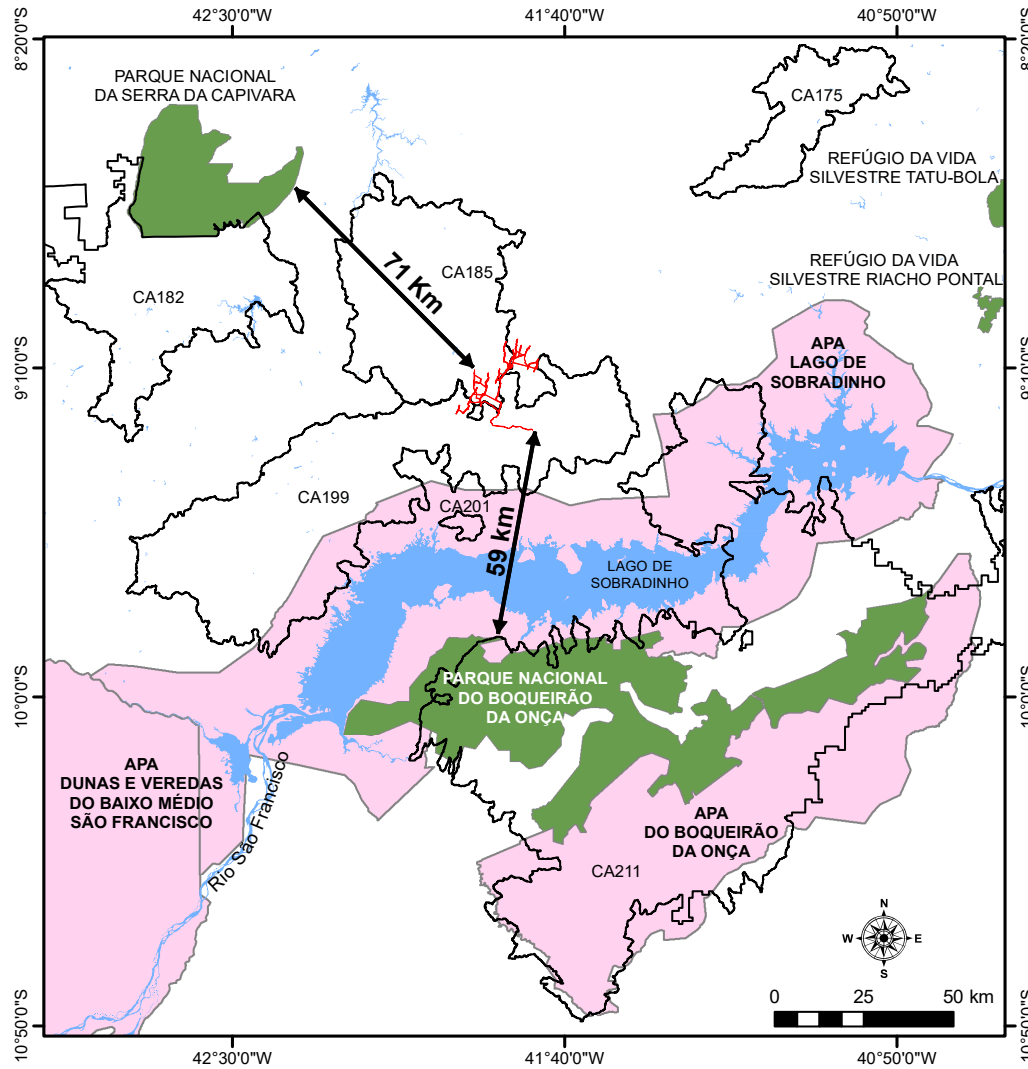 42°30'0"W
41°40'0"W
40°50'0"W
8°20'0"S
8°20'0"S
PARQUE NACIONAL
DA SERRA DA CAPIVARA
CA175
REFÚGIO DA VIDA
SILVESTRE TATU-BOLA
71 Km
CA185
REFÚGIO DA VIDA
SILVESTRE RIACHO PONTAL
CA182
APA
LAGO DE
SOBRADINHO
9°10'0"S
9°10'0"S
CA199
CA201
59 km
LAGO DE
SOBRADINHO
PARQUE NACIONAL
DO BOQUEIRÃO
DA ONÇA
10°0'0"S
10°0'0"S
APA
DUNAS E VEREDAS
DO BAIXO MÉDIO
SÃO FRANCISCO
Rio São Francisco
APA
DO BOQUEIRÃO
DA ONÇA
CA211
N
W
E
S
0
25
50 km
10°50'0"S
10°50'0"S
42°30'0"W
41°40'0"W
40°50'0"W